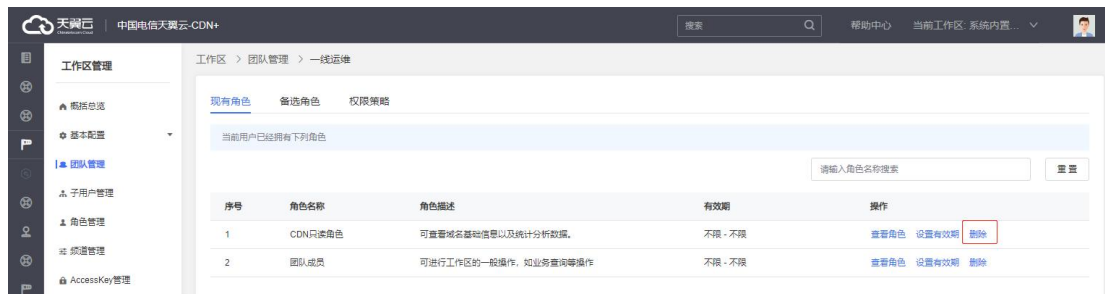 天翼云 中国电信天翼云-CDN+ 搜索 帮助中心 当前工作区: 系统内置...
工作区管理
概括总览
基本配置
团队管理
子用户管理
角色管理
频道管理
AccessKey管理
工作区 > 团队管理 > 一线运维
现有角色 备选角色 权限策略
当前用户已经拥有下列角色
请输入角色名称搜索 重置
序号 角色名称 角色描述 有效期 操作
1 CDN只读角色 可查看域名基础信息以及统计分析数据。 不限 - 不限 查看角色 设置有效期 删除
2 团队成员 可进行工作区的一般操作,如业务查询等操作 不限 - 不限 查看角色 设置有效期 删除